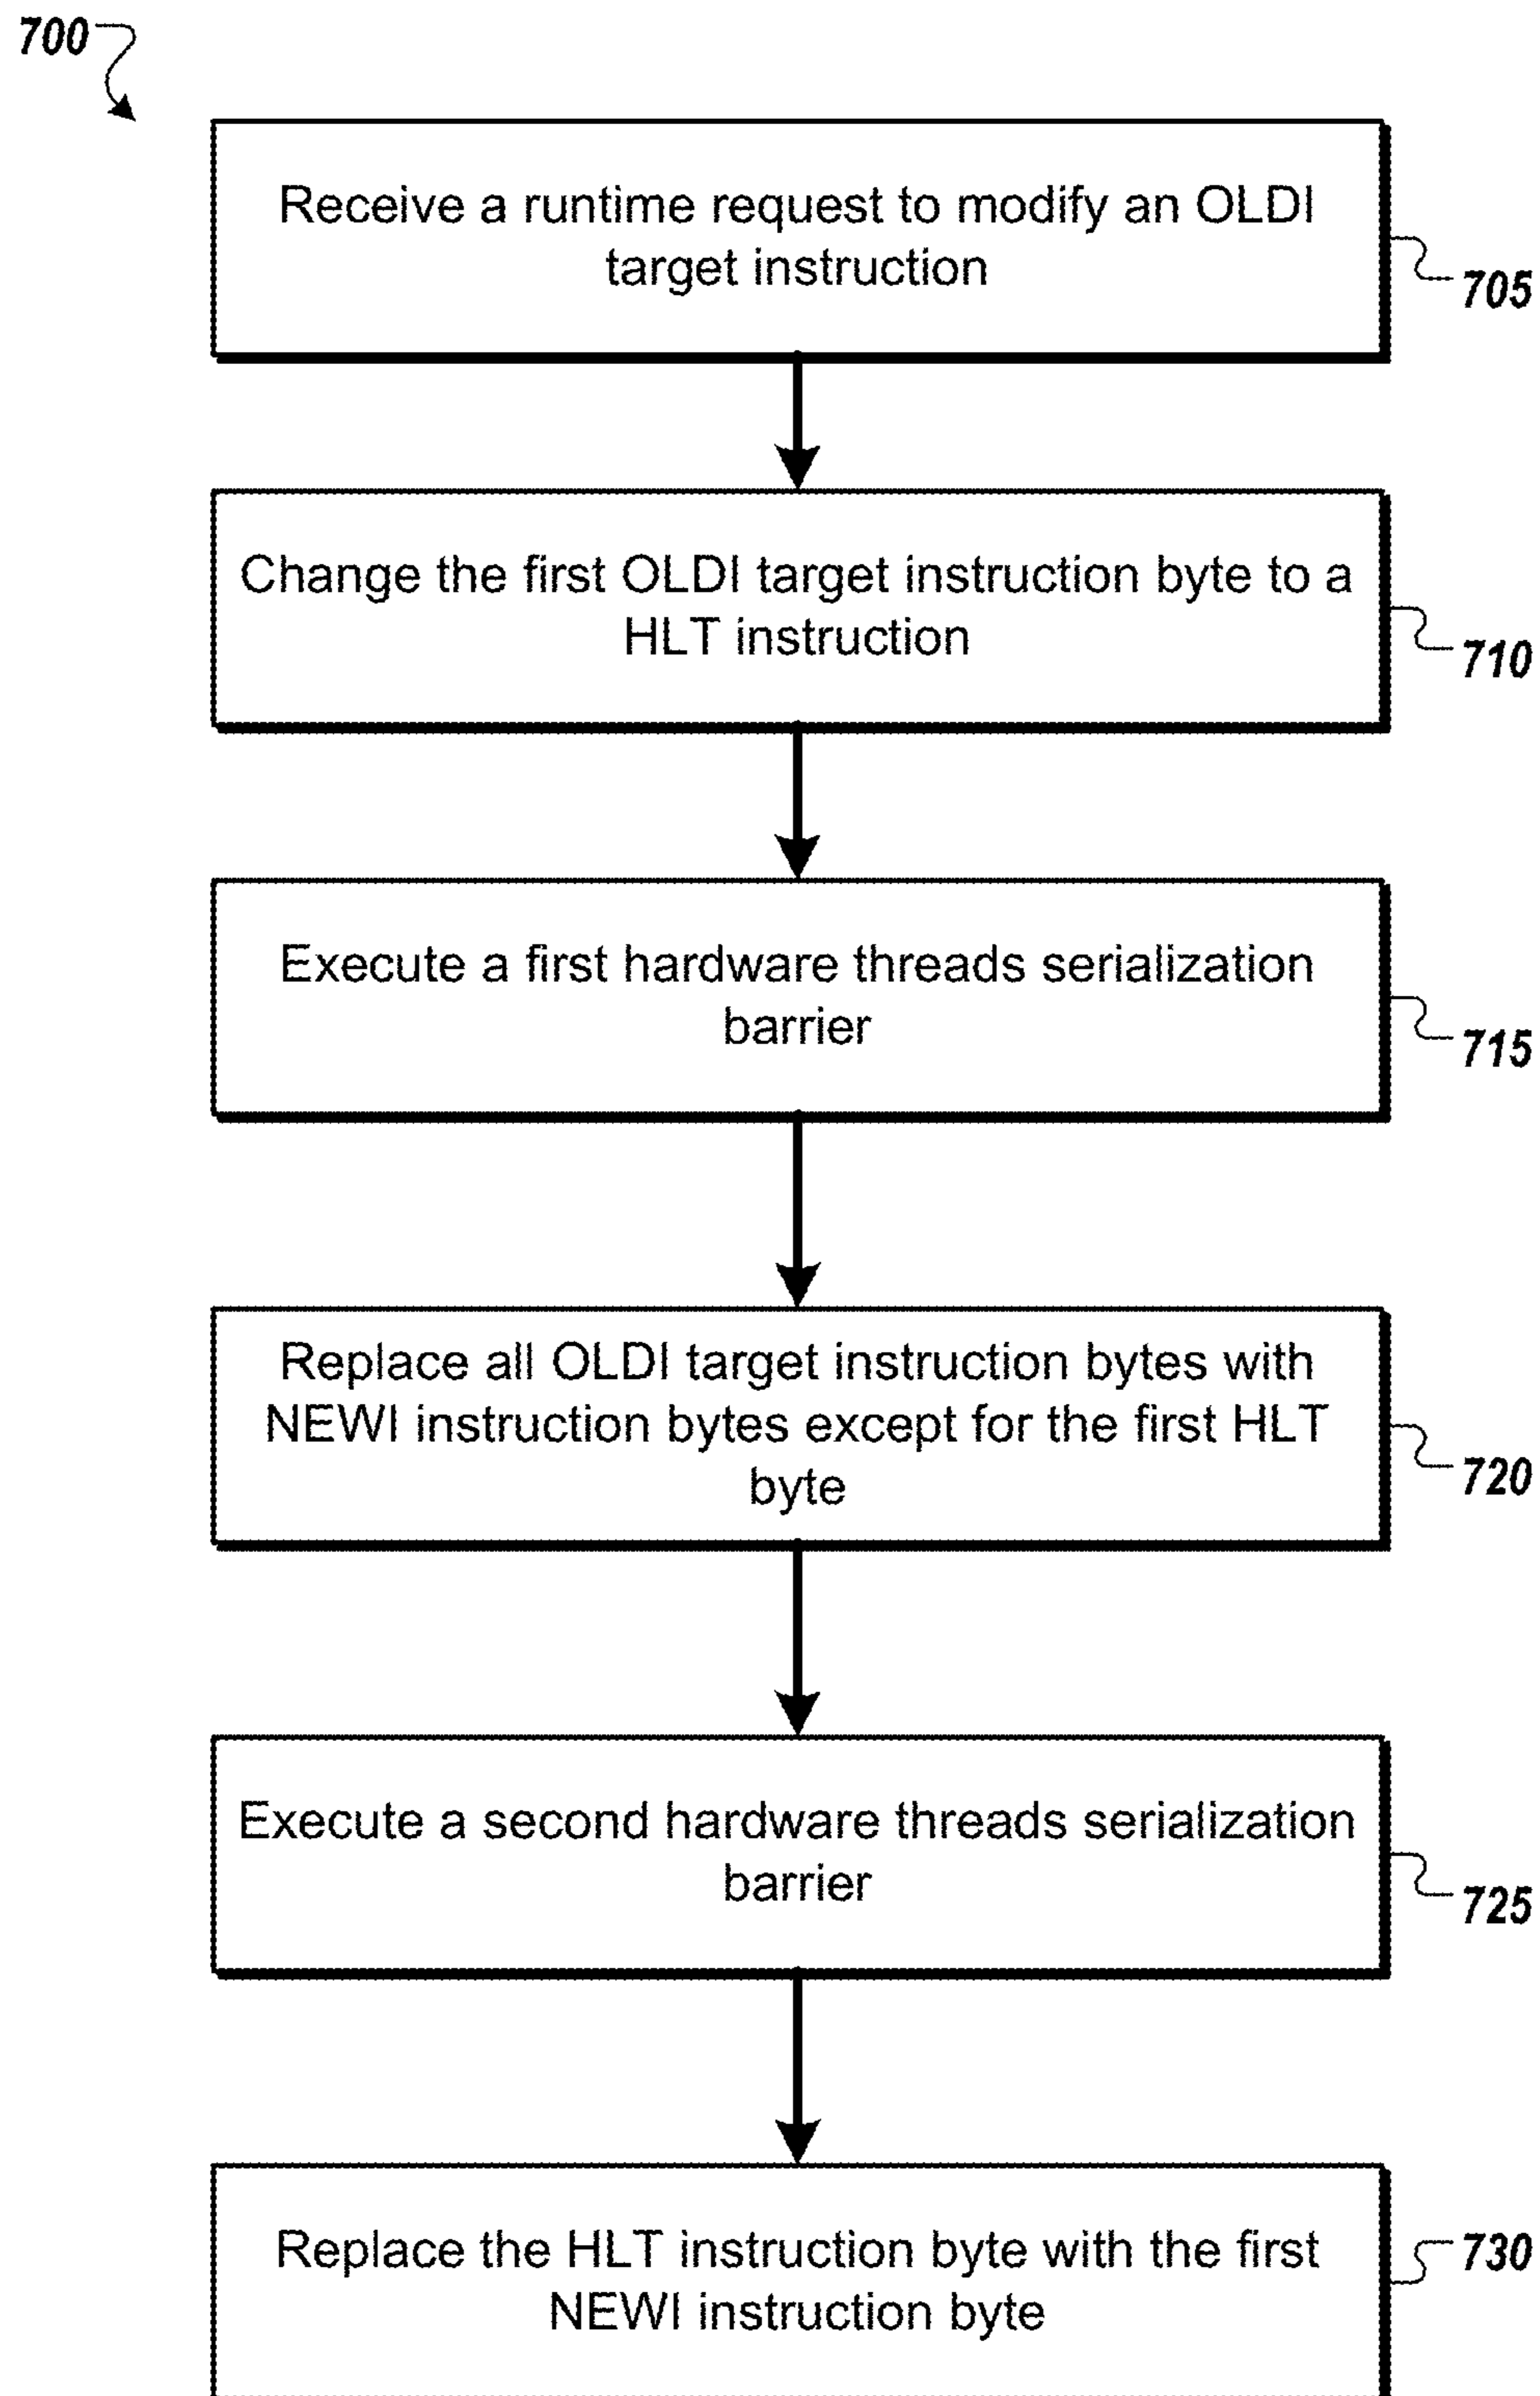 700
Receive a runtime request to modify an OLDI
target instruction
705
Change the first OLDI target instruction byte to a
HLT instruction
710
Execute a first hardware threads serialization
barrier
715
Replace all OLDI target instruction bytes with
NEWI instruction bytes except for the first HLT
byte
720
Execute a second hardware threads serialization
barrier
725
Replace the HLT instruction byte with the first
NEWI instruction byte
730